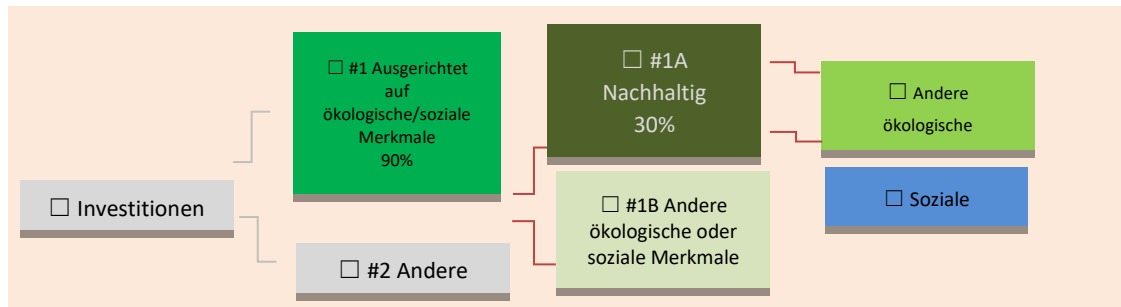 ☐ Investitionen
☐ #1 Ausgerichtet
auf
ökologische/soziale
Merkmale
90%
☐ #2 Andere
☐ #1A
Nachhaltig
30%
☐ #1B Andere
ökologische oder
soziale Merkmale
☐ Andere
ökologische
☐ Soziale